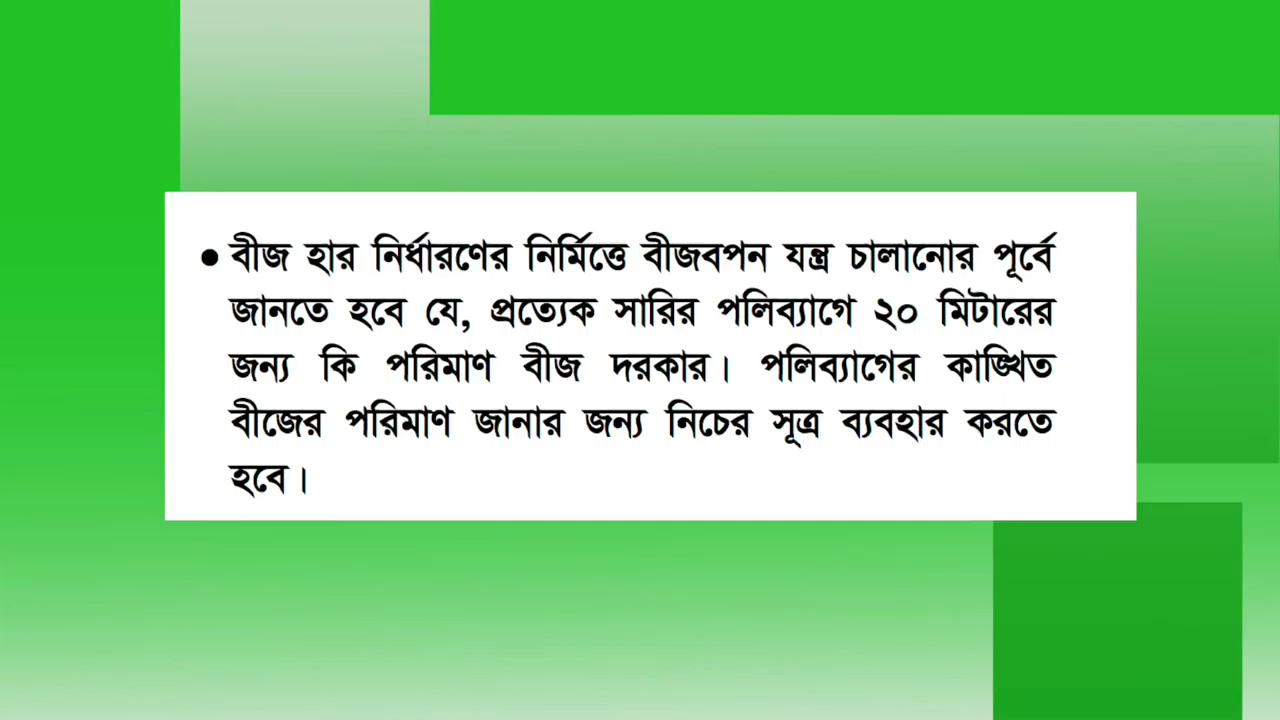 • বীজ হার নির্ধারণের নির্মিত্তে বীজবপন যন্ত্র চালানোর পূর্বে
জানতে হবে যে, প্রত্যেক সারির পলিব্যাগে ২০ মিটারের
জন্য কি পরিমাণ বীজ দরকার। পলিব্যাগের কাঙ্খিত
বীজের পরিমাণ জানার জন্য নিচের সূত্র ব্যবহার করতে
হবে।